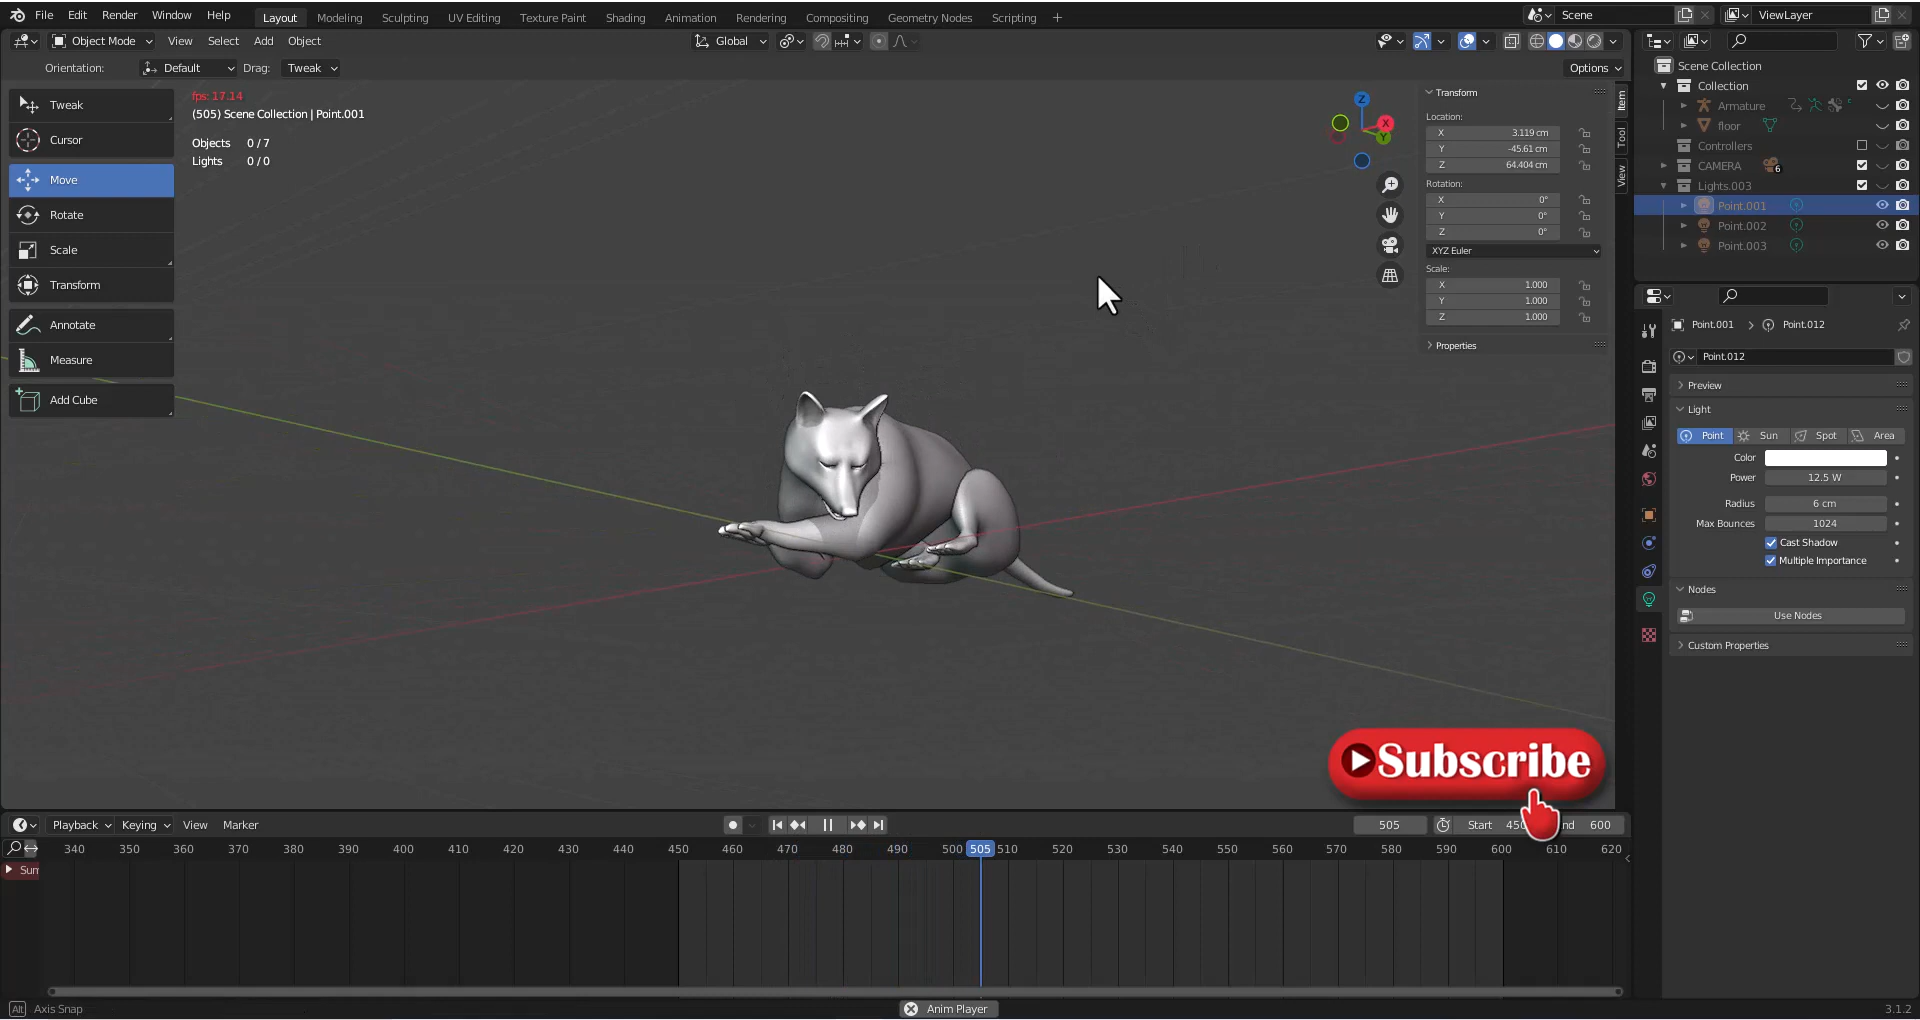 File Edit Render Window Help Layout Modeling Sculpting UV Editing Texture Paint Shading Animation Rendering Compositing Geometry Nodes Scripting + Scene ViewLayer
Object Mode View Select Add Object Global
Orientation: Default Drag: Tweak Options
Scene Collection
Collection
Armature
floor
Controllers
CAMERA 6
Lights.003
Point.001
Point.002
Point.003
Tweak
Cursor
Move
Rotate
Scale
Transform
Annotate
Measure
Add Cube
fps: 17.14
(505) Scene Collection | Point.001
Objects 0 / 7
Lights 0 / 0
Z
X
Y
Transform
Location:
X 3.119 cm
Y -45.61 cm
Z 64.404 cm
Rotation:
X 0°
Y 0°
Z 0°
XYZ Euler
Scale:
X 1.000
Y 1.000
Z 1.000
Properties
Item
Tool
View
Point.001 > Point.012
Point.012
Preview
Light
Point Sun Spot Area
Color
Power 12.5 W
Radius 6 cm
Max Bounces 1024
Cast Shadow
Multiple Importance
Nodes
Use Nodes
Custom Properties
Subscribe
Playback Keying View Marker 505 Start 450 600
340 350 360 370 380 390 400 410 420 430 440 450 460 470 480 490 500 505 510 520 530 540 550 560 570 580 590 600 610 620
Alt Axis Snap Anim Player 3.1.2